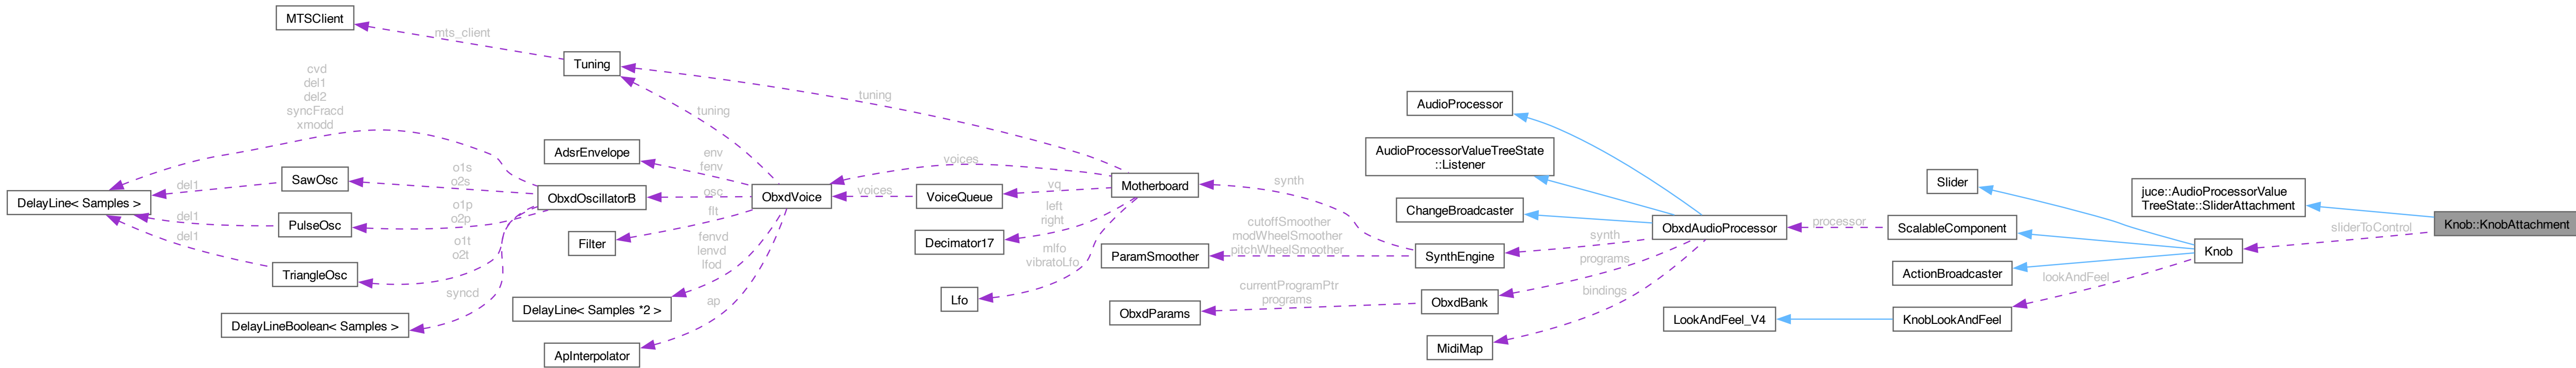 MTSClient
mts_client
Tuning
cvd
del1
del2
syncFracd
xmodd
tuning
tuning
AudioProcessor
AdsrEnvelope
env
fenv
AudioProcessorValueTreeState
::Listener
voices
o1s
o2s
SawOsc
del1
DelayLine< Samples >
ObxdOscillatorB
osc
ObxdVoice
voices
VoiceQueue
vq
Motherboard
synth
Slider
juce::AudioProcessorValue
TreeState::SliderAttachment
o1p
o2p
PulseOsc
del1
flt
Filter
left
right
Decimator17
ChangeBroadcaster
cutoffSmoother
modWheelSmoother
pitchWheelSmoother
ObxdAudioProcessor
processor
ScalableComponent
sliderToControl
Knob::KnobAttachment
del1
o1t
o2t
TriangleOsc
fenvd
lenvd
lfod
mlfo
vibratoLfo
ParamSmoother
SynthEngine
synth
programs
Knob
ActionBroadcaster
lookAndFeel
syncd
DelayLineBoolean< Samples >
DelayLine< Samples *2 >
ap
Lfo
currentProgramPtr
programs
ObxdParams
ObxdBank
bindings
LookAndFeel_V4
KnobLookAndFeel
ApInterpolator
MidiMap